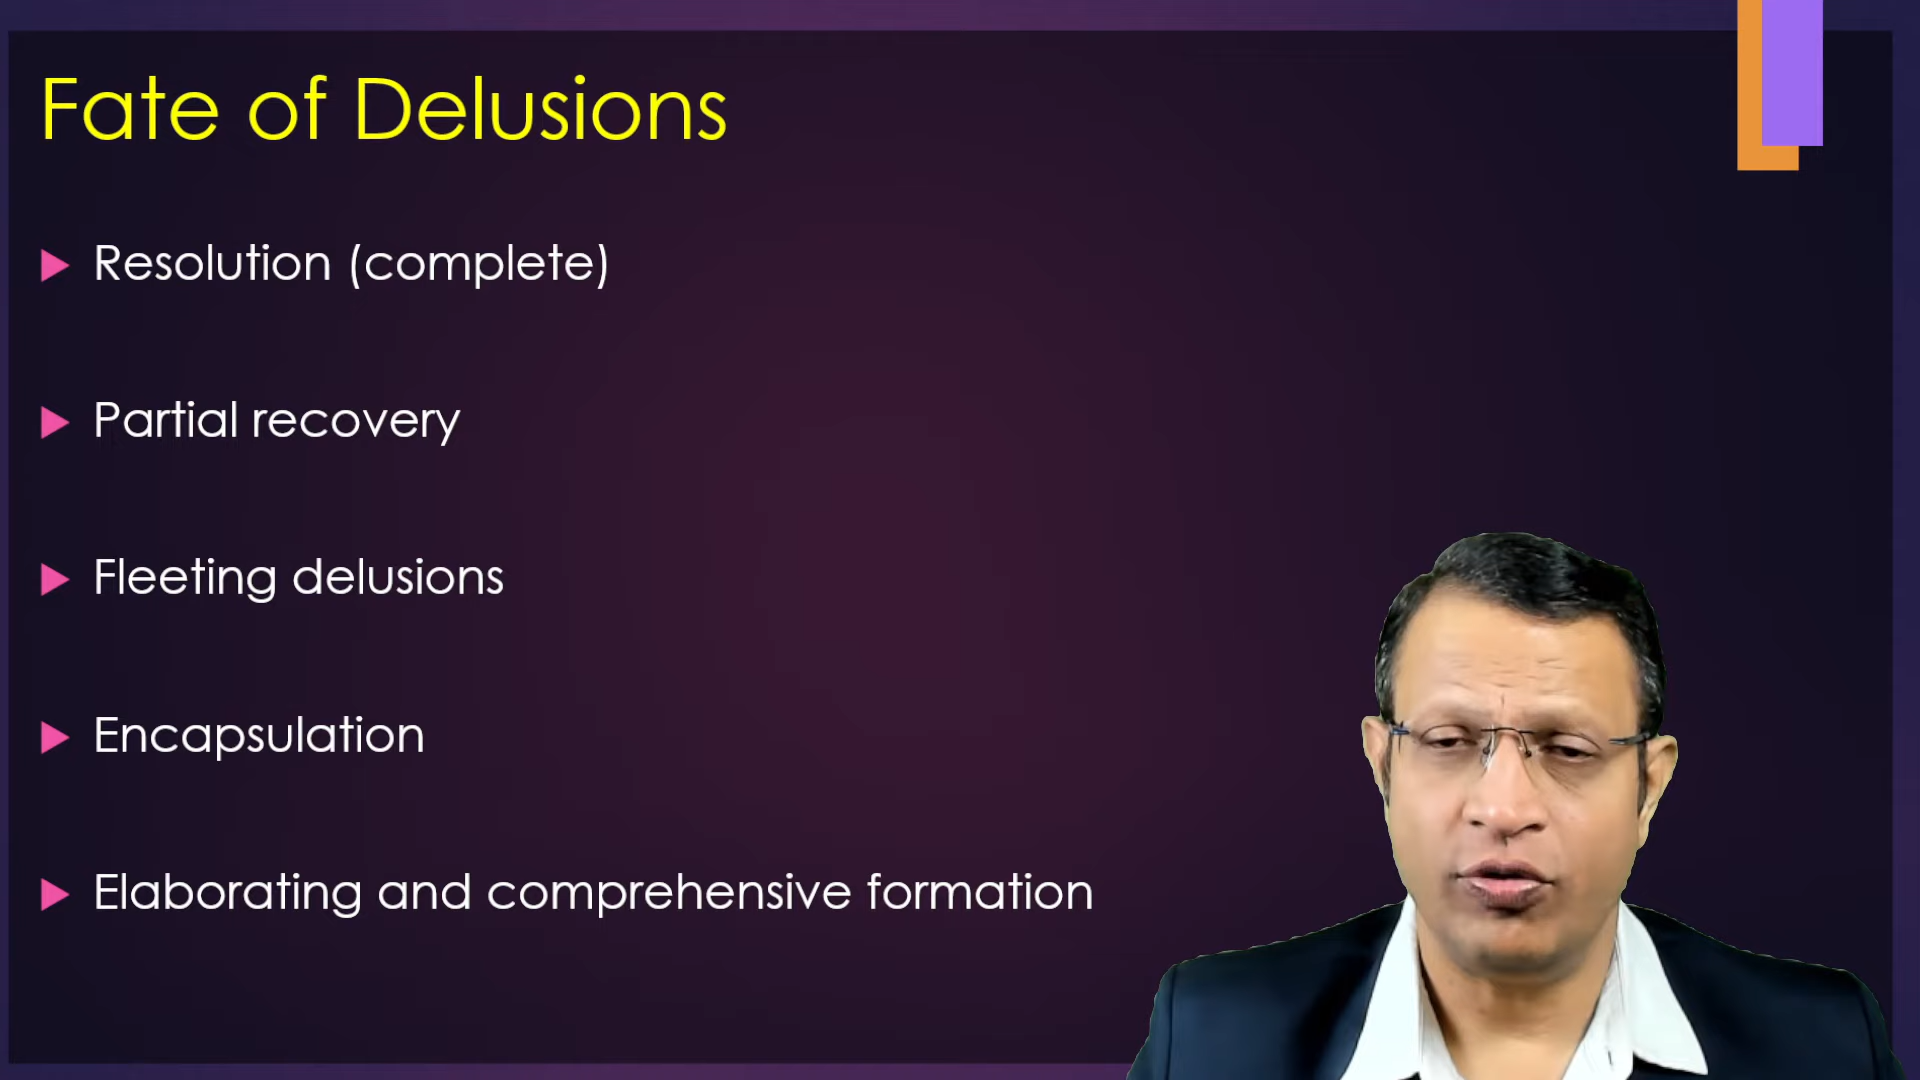 Fate of Delusions
Resolution (complete)
Partial recovery
Fleeting delusions
Encapsulation
Elaborating and comprehensive formation